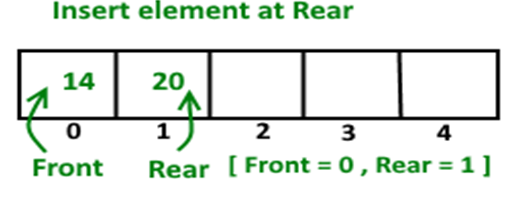 Insert element at Rear
14 20
0 1 2 3 4
Front Rear [ Front = 0 , Rear = 1 ]